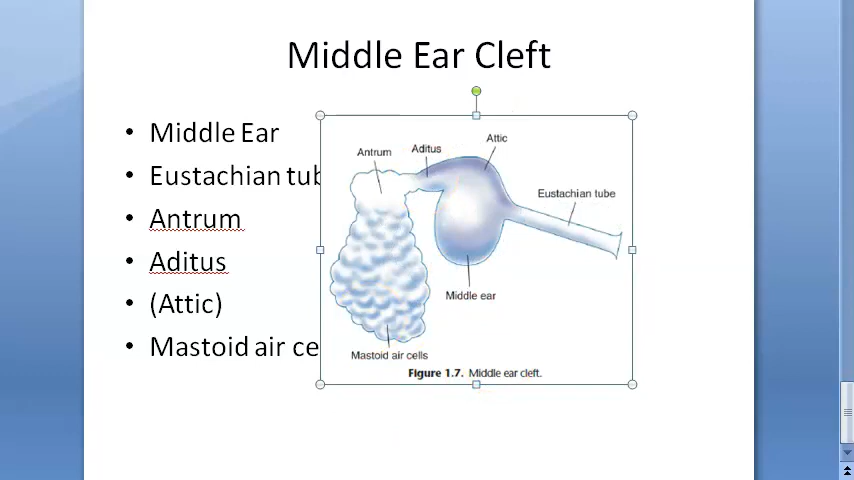 Middle Ear Cleft
• Middle Ear
• Eustachian tub
• Antrum
• Aditus
• (Attic)
• Mastoid air ce
Attic
Aditus
Antrum
Eustachian tube
Middle ear
Mastoid air cells
Figure 1.7. Middle ear cleft.